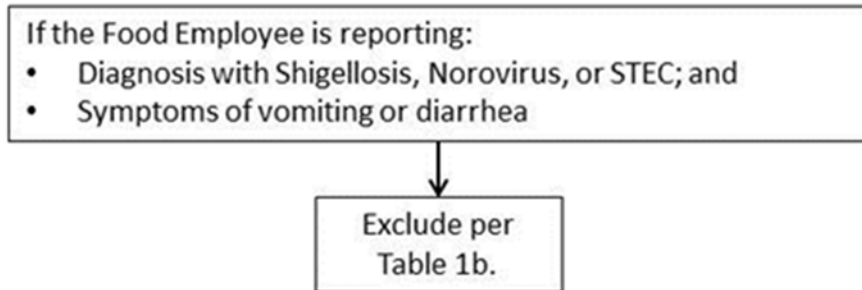 If the Food Employee is reporting:
• Diagnosis with Shigellosis, Norovirus, or STEC; and
• Symptoms of vomiting or diarrhea
Exclude per
Table 1b.